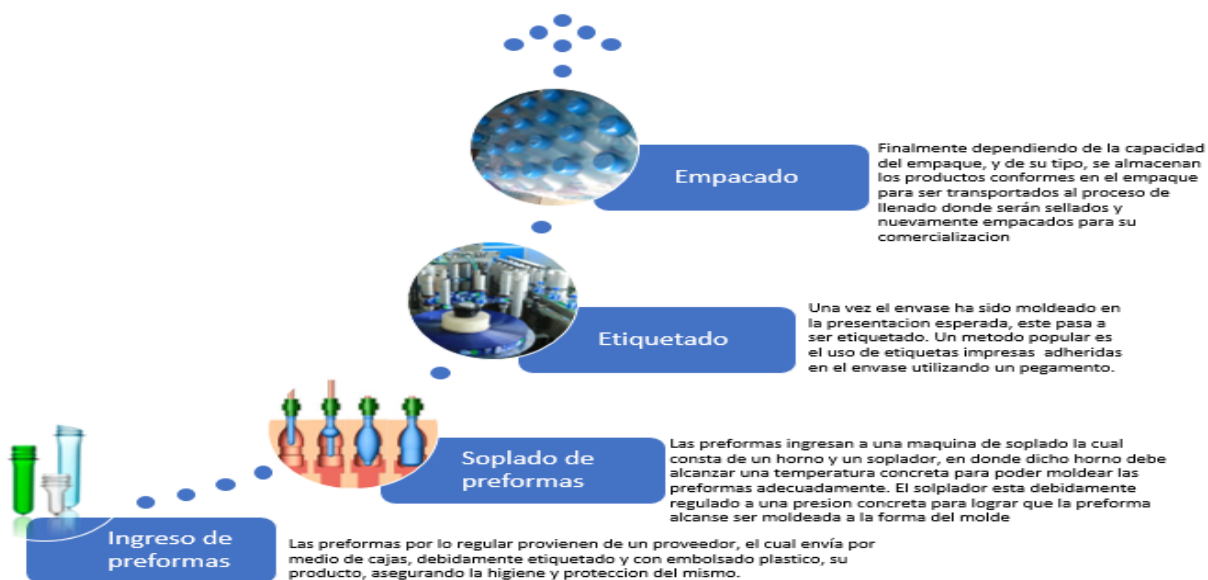 Empacado
Finalmente dependiendo de la capacidad
del empaque, y de su tipo, se almacenan
los productos conformes en el empaque
para ser transportados al proceso de
llenado donde serán sellados y
nuevamente empacados para su
comercializacion
Etiquetado
Una vez el envase ha sido moldeado en
la presentacion esperada, este pasa a
ser etiquetado. Un metodo popular es
el uso de etiquetas impresas  adheridas
en el envase utilizando un pegamento.
Soplado de
preformas
Las preformas ingresan a una maquina de soplado la cual
consta de un horno y un soplador, en donde dicho horno debe
alcanzar una temperatura concreta para poder moldear las
preformas adecuadamente. El solplador esta debidamente
regulado a una presion concreta para lograr que la preforma
alcanse ser moldeada a la forma del molde
Ingreso de
preformas
Las preformas por lo regular provienen de un proveedor, el cual envía por
medio de cajas, debidamente etiquetado y con embolsado plastico, su
producto, asegurando la higiene y proteccion del mismo.